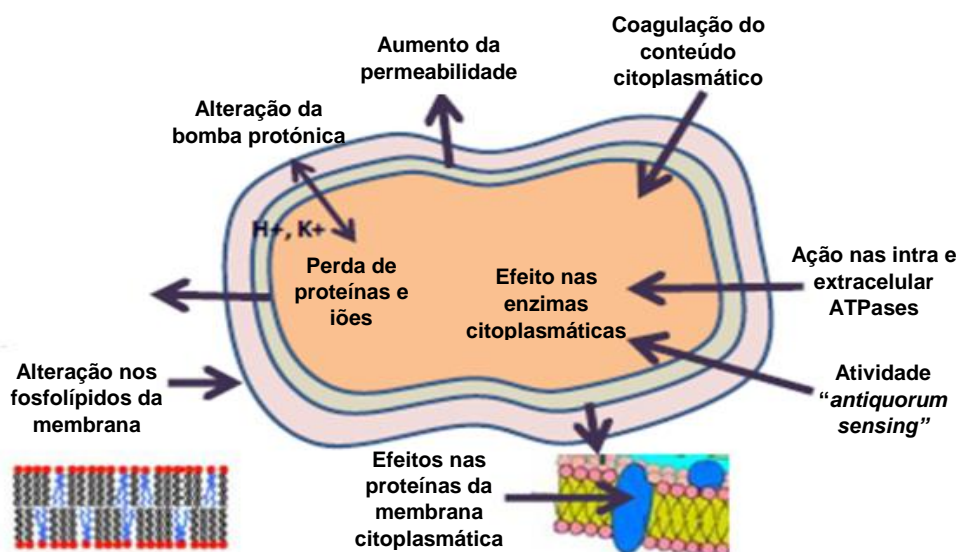 Aumento da
permeabilidade
Coagulação do
conteúdo
citoplasmático
Alteração da
bomba protónica
H+, K+
Perda de
proteínas e
iões
Efeito nas
enzimas
citoplasmáticas
Ação nas intra e
extracelular
ATPases
Alteração nos
fosfolípidos da
membrana
Atividade
“antiquorum
sensing”
Efeitos nas
proteínas da
membrana
citoplasmática